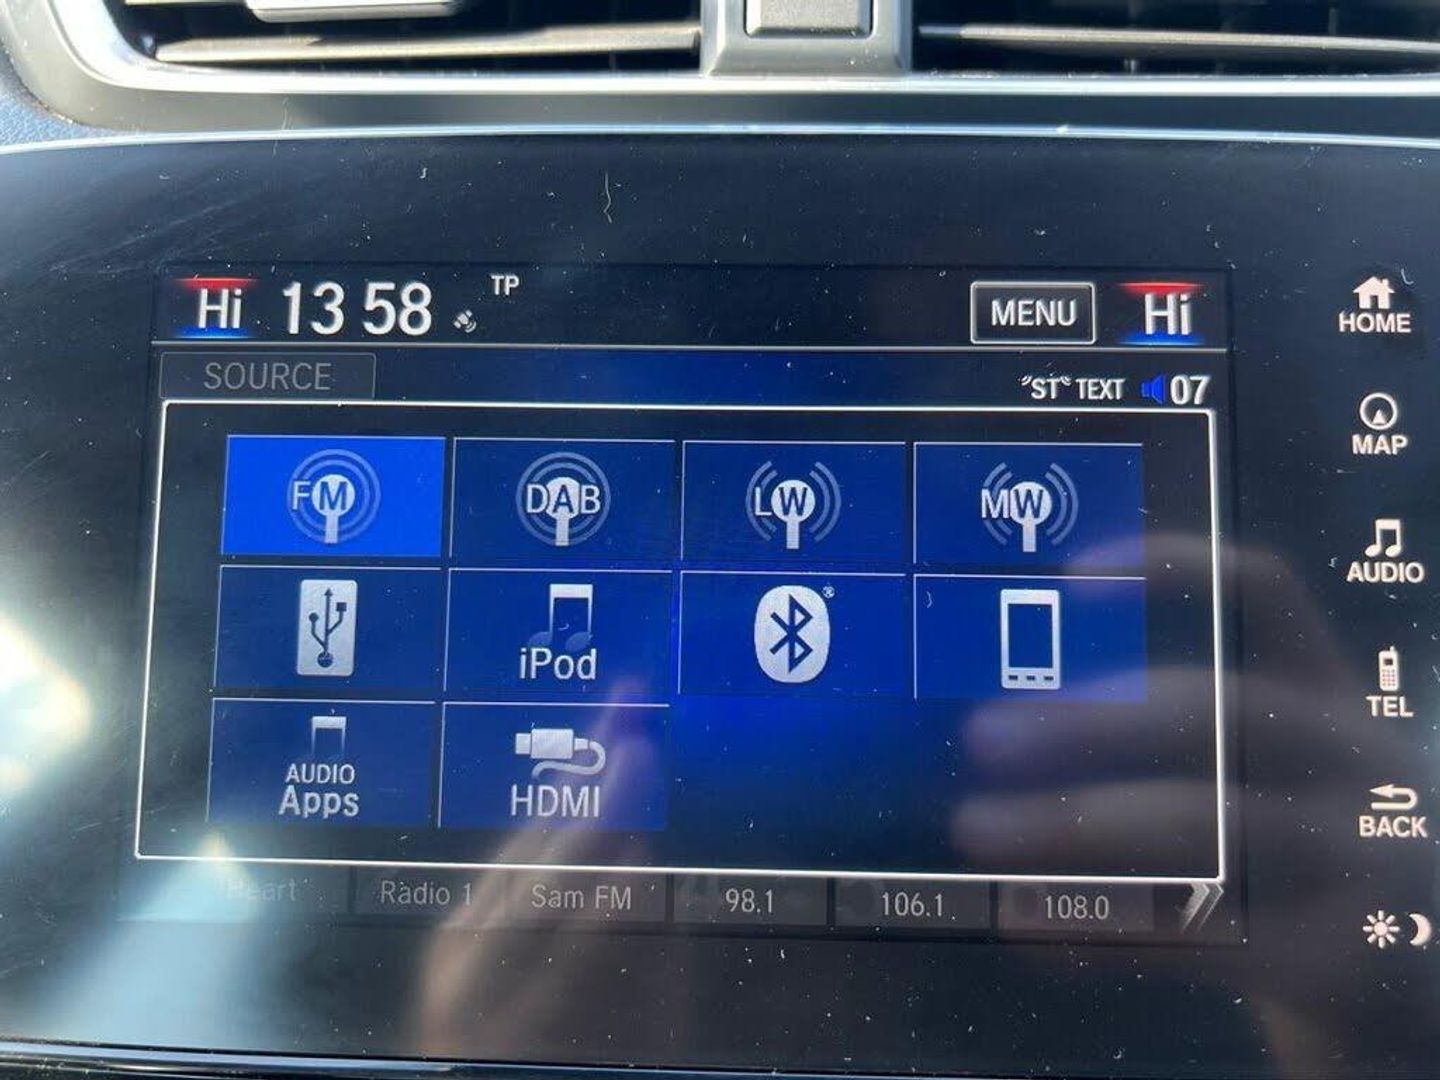 Hi 13 58 TP MENU Hi
SOURCE
ST TEXT 07
FM DAB LW MW
iPod
AUDIO
Apps
HDMI
Heart Radio 1 Sam FM 98.1 106.1 108.0
HOME
MAP
AUDIO
TEL
BACK